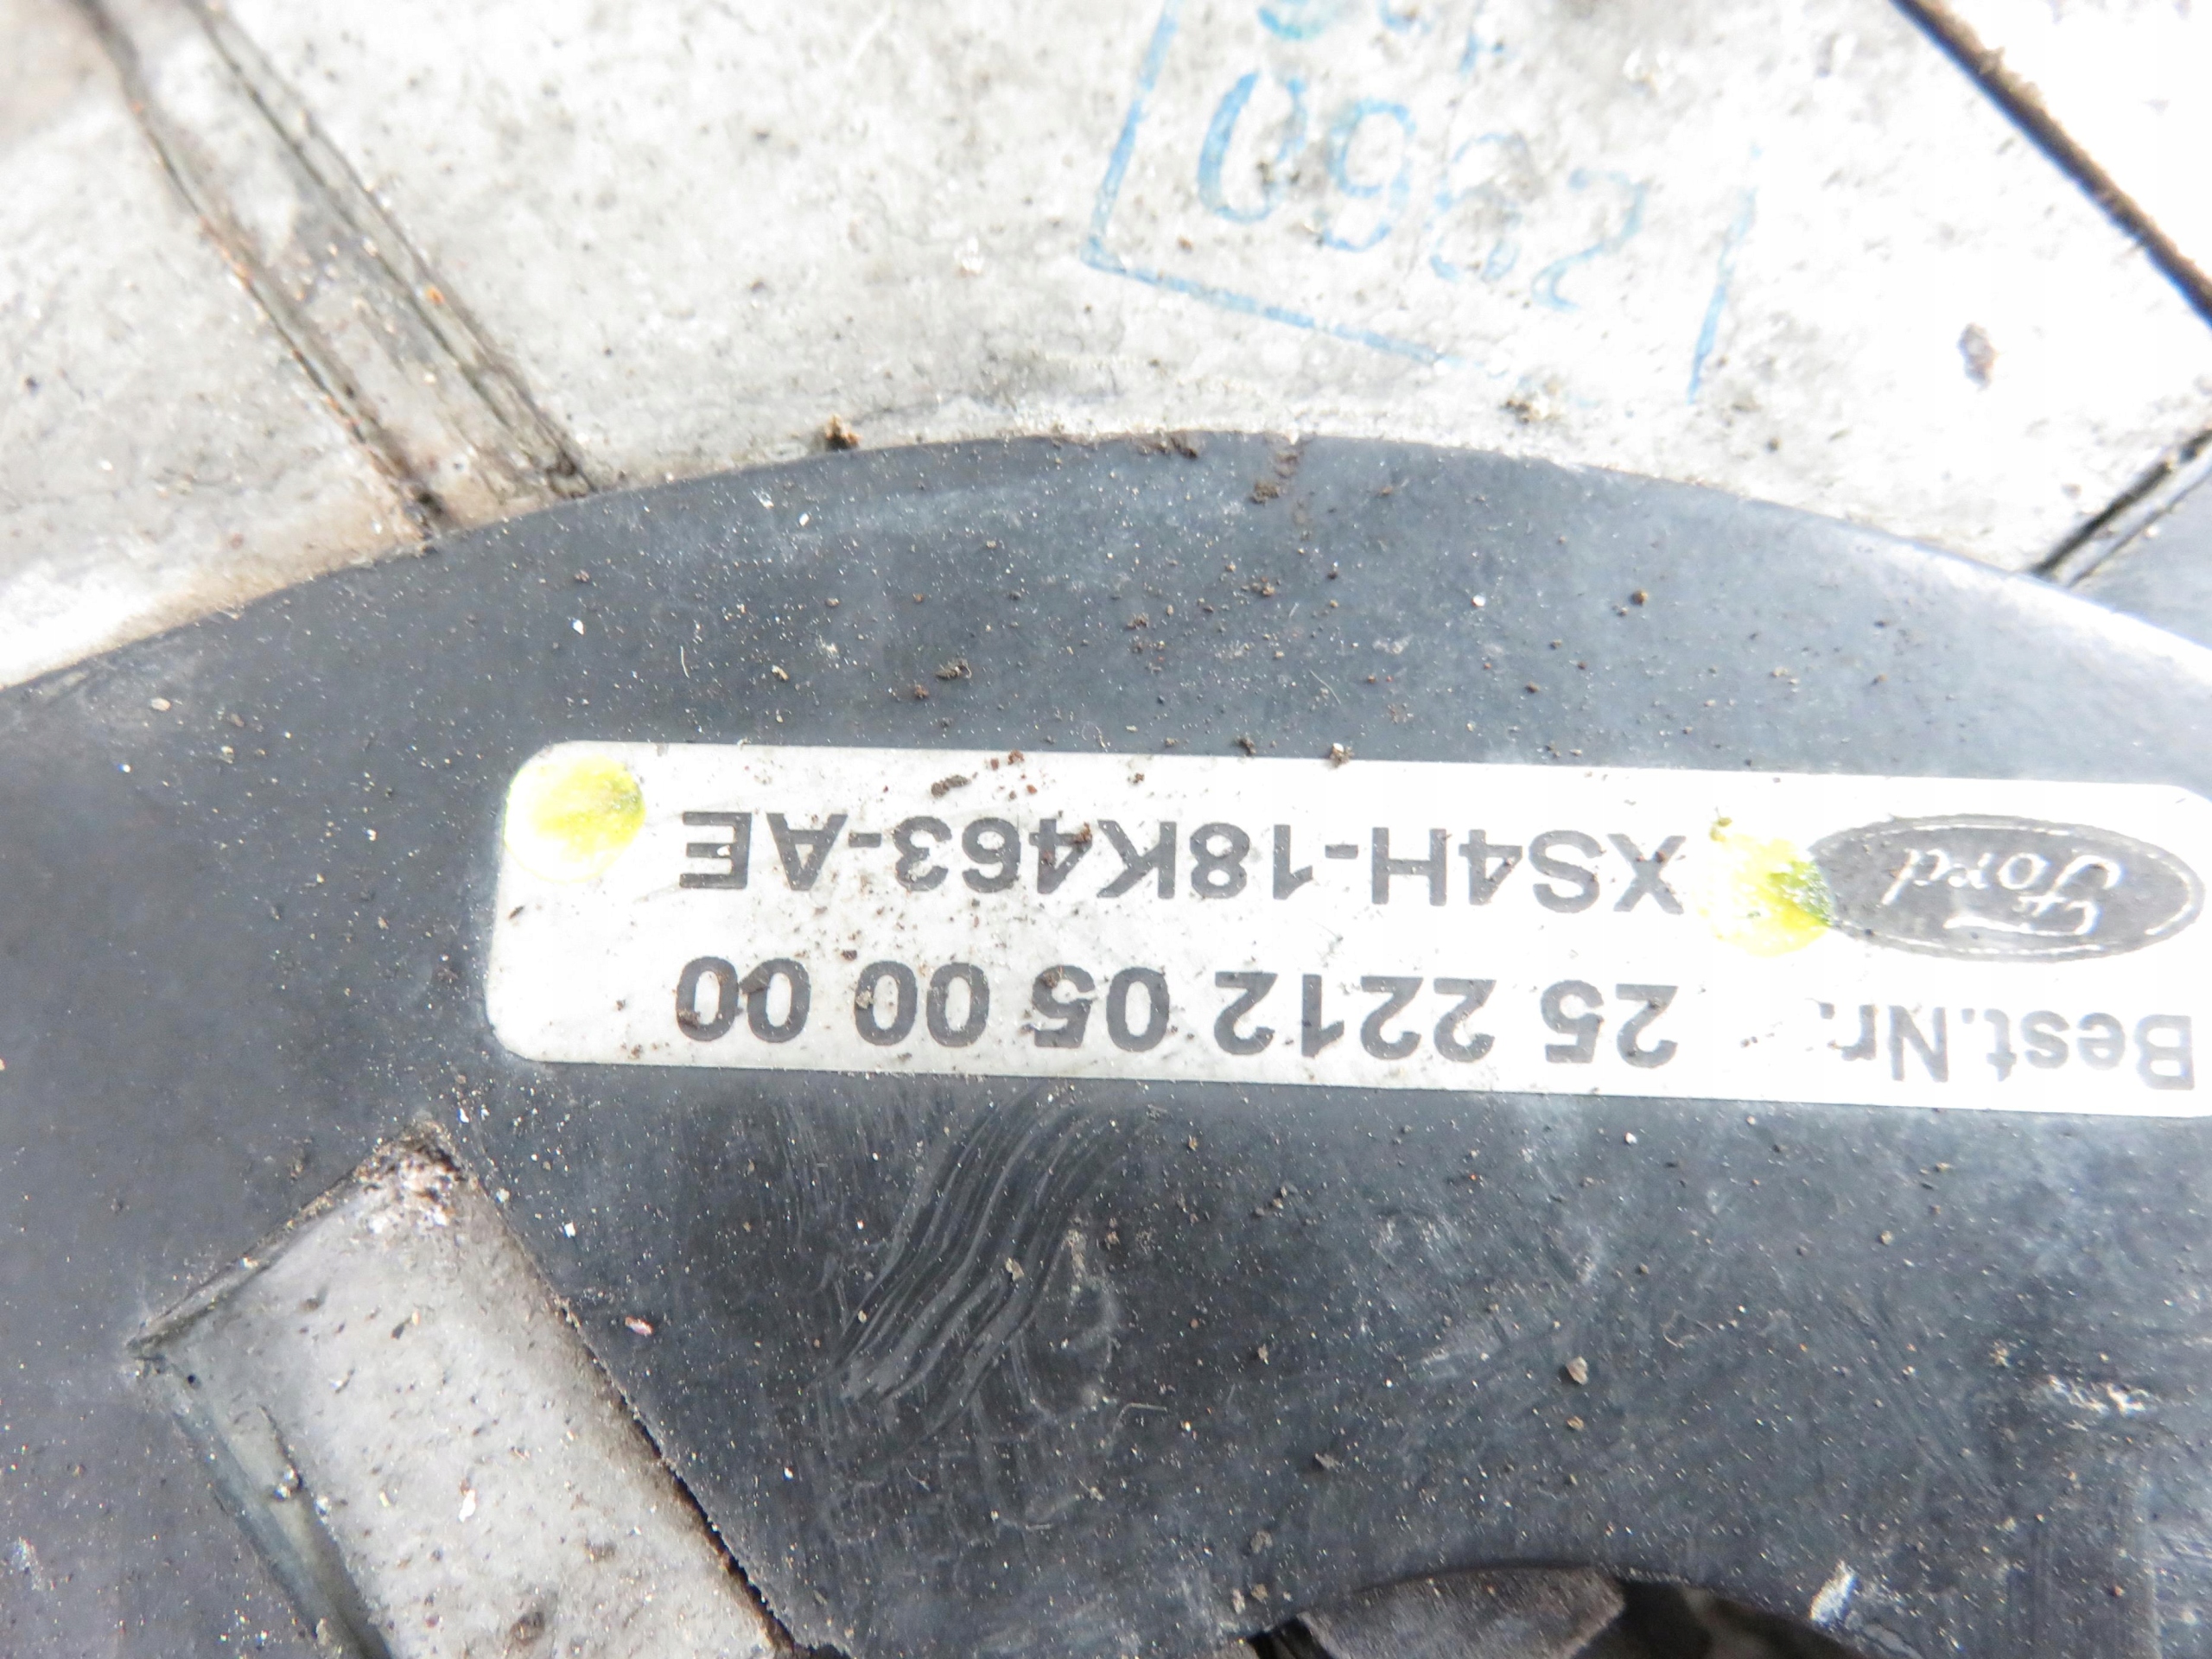 Ford XS4H-18K463-AE
Best.Nr. 25 2212 05 00 00